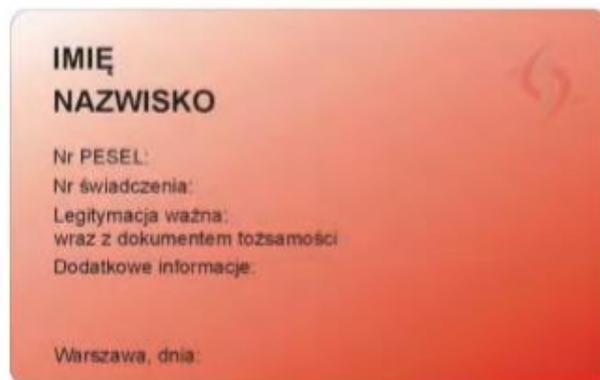 IMIĘ
NAZWISKO
Nr PESEL:
Nr świadczenia:
Legitymacja ważna:
wraz z dokumentem tożsamości
Dodatkowe informacje:
Warszawa, dnia: